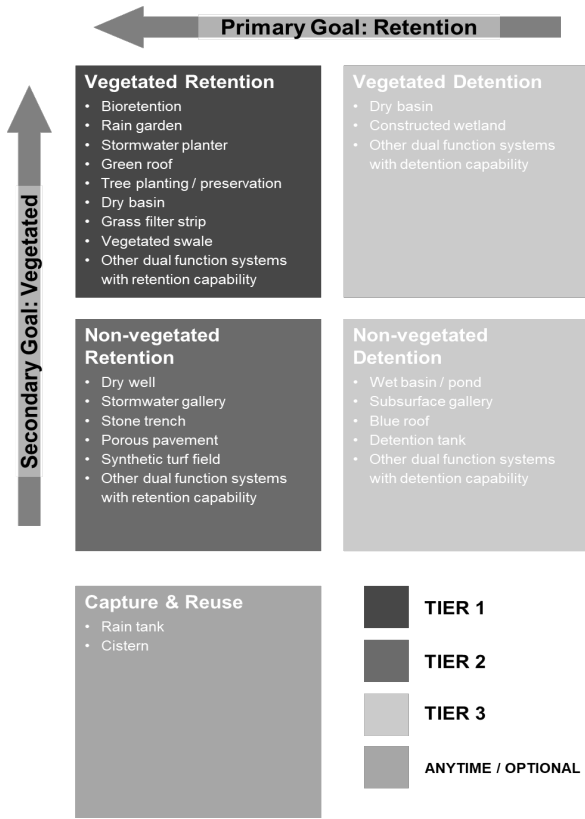 Primary Goal: Retention
Secondary Goal: Vegetated
Vegetated Retention
• Bioretention
• Rain garden
• Stormwater planter
• Green roof
• Tree planting / preservation
• Dry basin
• Grass filter strip
• Vegetated swale
• Other dual function systems
with retention capability
Vegetated Detention
• Dry basin
• Constructed wetland
• Other dual function systems
with detention capability
Non-vegetated
Retention
• Dry well
• Stormwater gallery
• Stone trench
• Porous pavement
• Synthetic turf field
• Other dual function systems
with retention capability
Non-vegetated
Detention
• Wet basin / pond
• Subsurface gallery
• Blue roof
• Detention tank
• Other dual function systems
with detention capability
Capture & Reuse
• Rain tank
• Cistern
TIER 1
TIER 2
TIER 3
ANYTIME / OPTIONAL